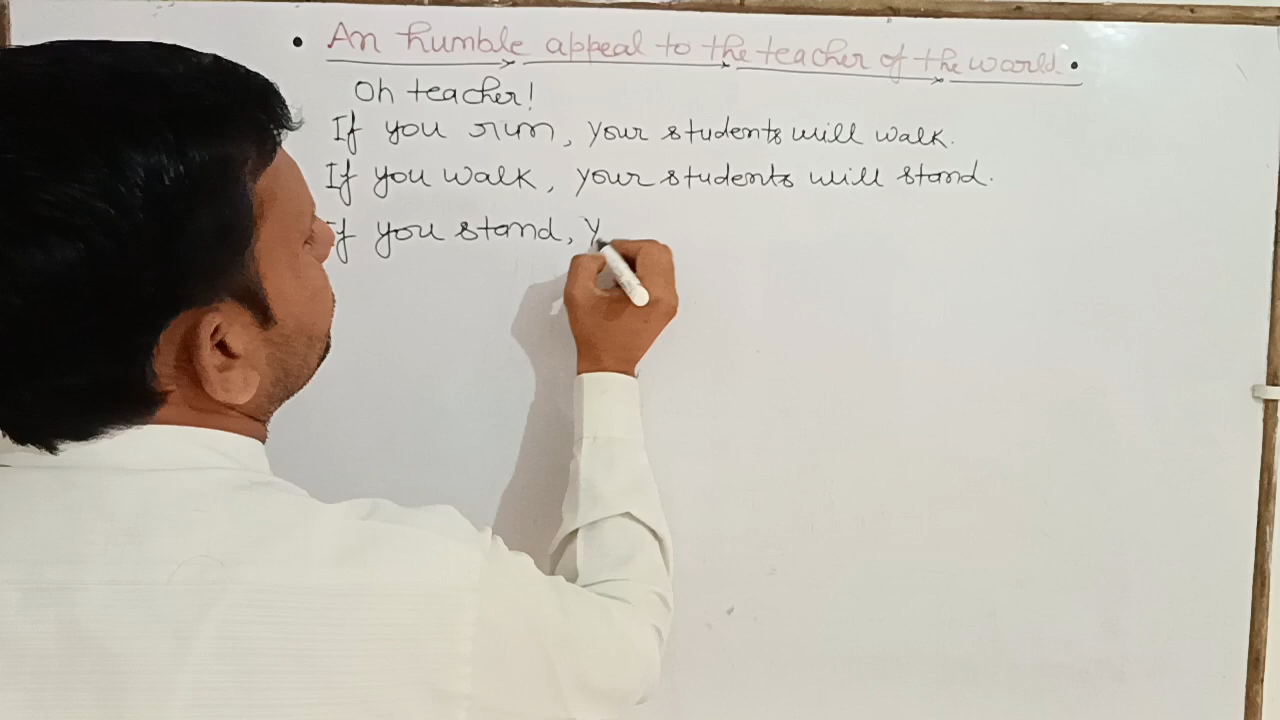 • An humble appeal to the teacher of the world. •
Oh teacher!
If you run, your students will walk.
If you walk, your students will stand.
If you stand, y